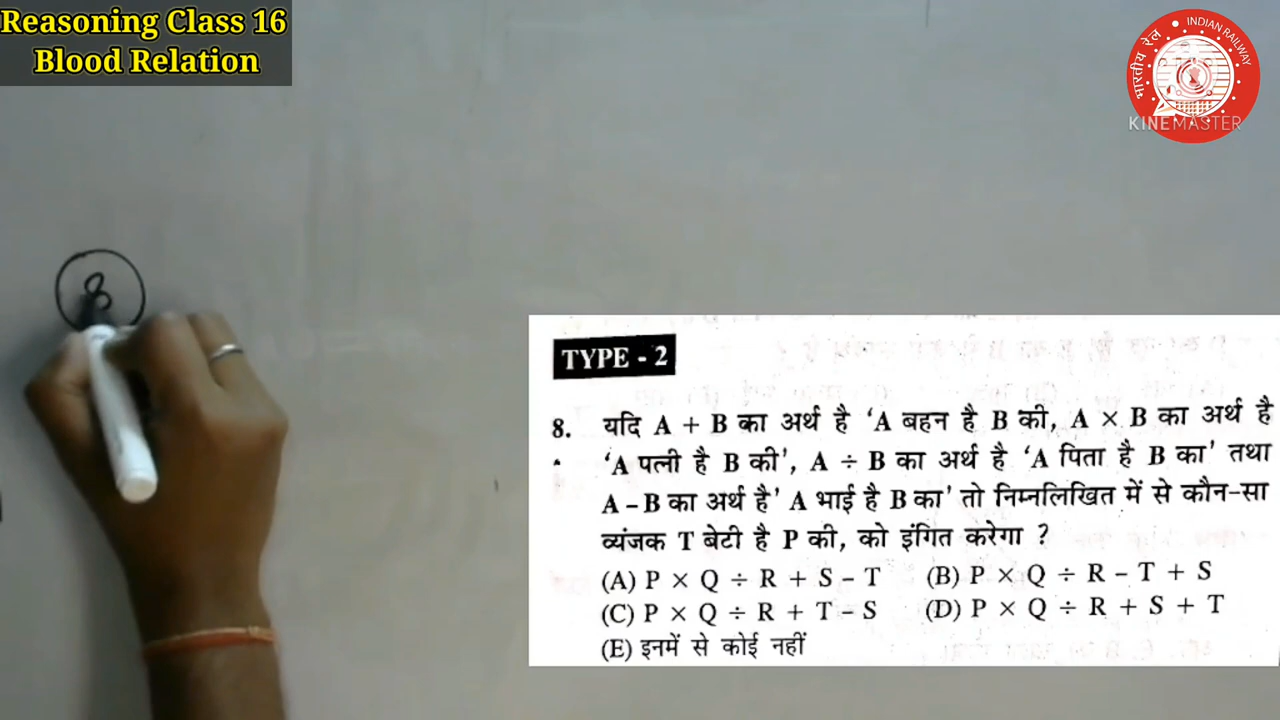 Reasoning Class 16
Blood Relation
भारतीय रेल
INDIAN RAILWAY
KINEMASTER
8
TYPE - 2
8. यदि A + B का अर्थ है ‘A बहन है B की, A × B का अर्थ है
‘A पत्नी है B की’, A ÷ B का अर्थ है ‘A पिता है B का’ तथा
A – B का अर्थ है’ A भाई है B का’ तो निम्नलिखित में से कौन-सा
व्यंजक T बेटी है P की, को इंगित करेगा ?
(A) P × Q ÷ R + S – T (B) P × Q ÷ R – T + S
(C) P × Q ÷ R + T – S (D) P × Q ÷ R + S + T
(E) इनमें से कोई नहीं